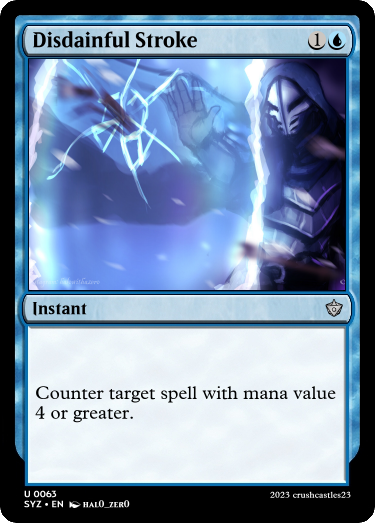 Disdainful Stroke 1
Instant
Counter target spell with mana value
4 or greater.
U 0063
SYZ • EN HAL0_ZER0
2023 crushcastles23